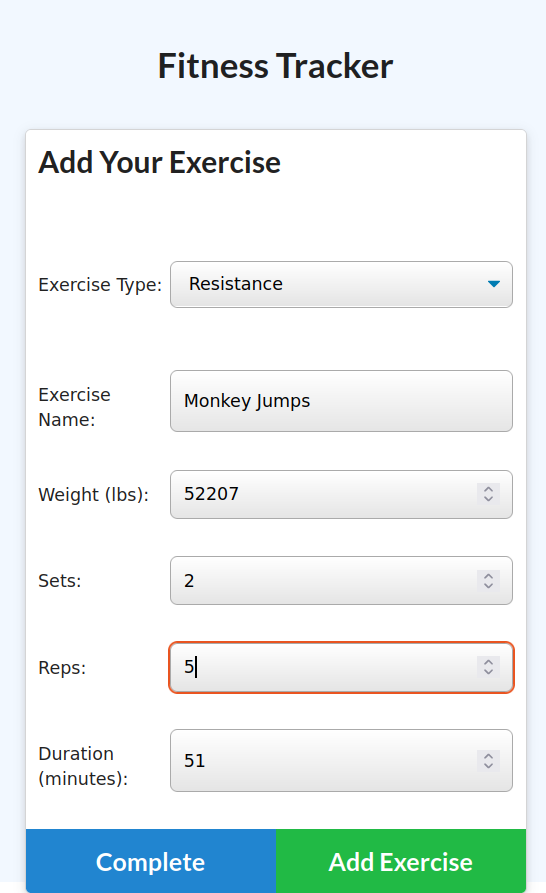 Fitness Tracker
Add Your Exercise
Exercise Type:
Resistance
Exercise
Name:
Monkey Jumps
Weight (lbs):
52207
Sets:
2
Reps:
5
Duration
(minutes):
51
Complete
Add Exercise